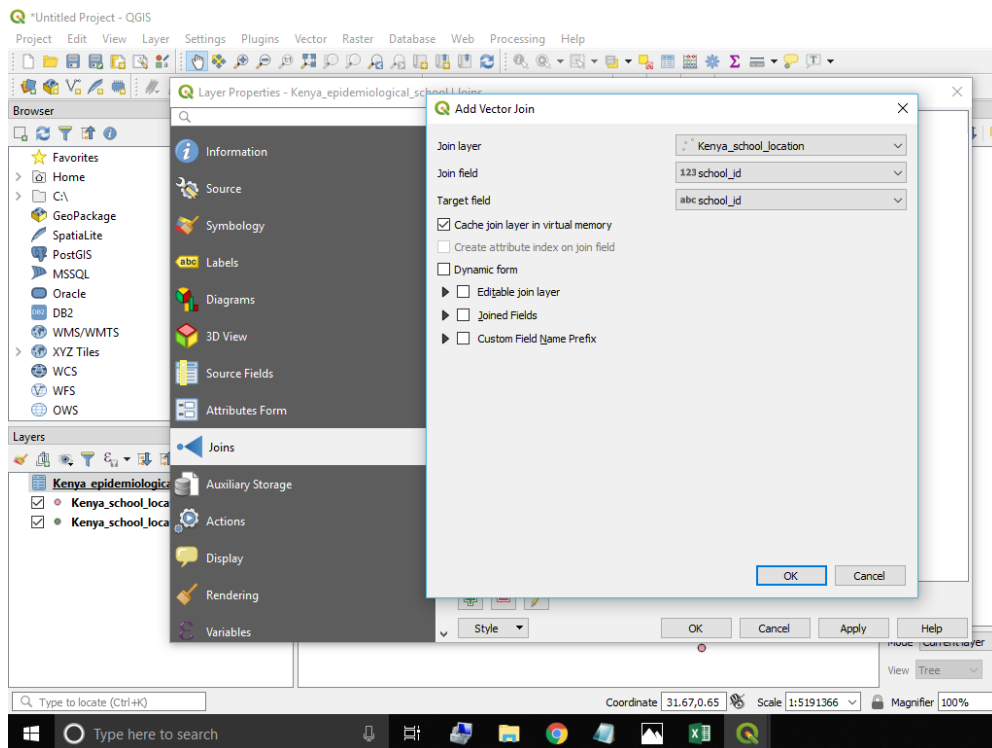 *Untitled Project - QGIS
Project Edit View Layer Settings Plugins Vector Raster Database Web Processing Help
Browser
Favorites
Home
C:\
GeoPackage
SpatiaLite
PostGIS
MSSQL
Oracle
DB2
WMS/WMTS
XYZ Tiles
WCS
WFS
OWS
Layers
Kenya_epidemiologica
Kenya_school_loca
Kenya_school_loca
Layer Properties - Kenya_epidemiological_school | Joins
Information
Source
Symbology
abc Labels
Diagrams
3D View
Source Fields
Attributes Form
Joins
Auxiliary Storage
Actions
Display
Rendering
Variables
Add Vector Join
Join layer Kenya_school_location
Join field 123 school_id
Target field abc school_id
Cache join layer in virtual memory
Create attribute index on join field
Dynamic form
Editable join layer
Joined Fields
Custom Field Name Prefix
OK Cancel
Style OK Cancel Apply Help
Mode Current layer
View Tree
Type to locate (Ctrl+K) Coordinate 31.67,0.65 Scale 1:5191366 Magnifier 100%
Type here to search